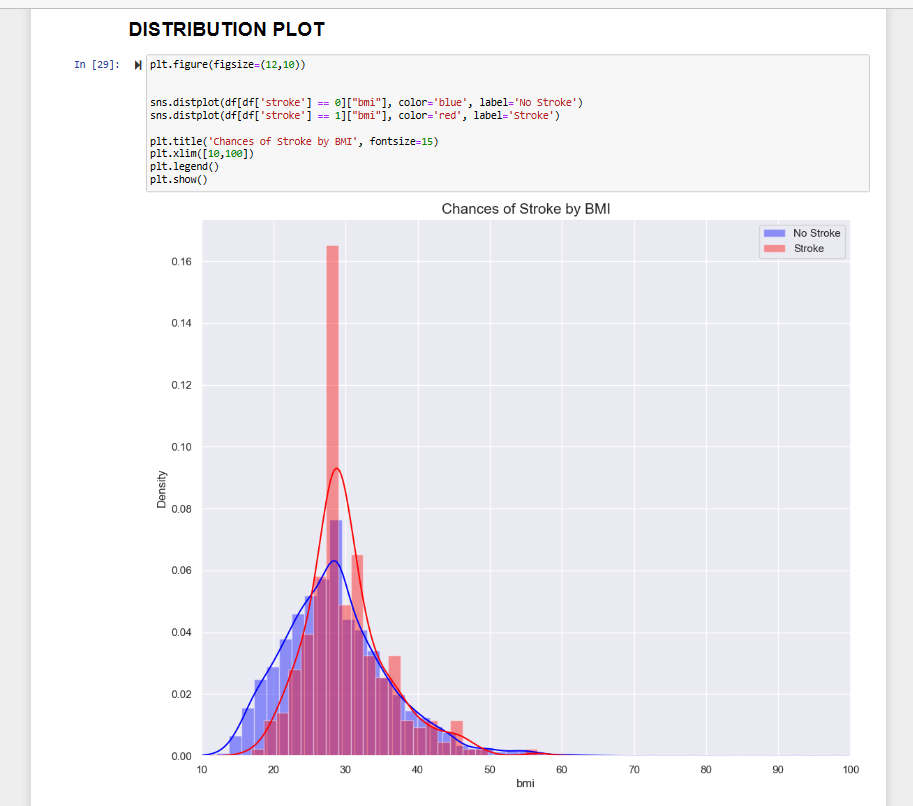 DISTRIBUTION PLOT
In [29]:
plt.figure(figsize=(12,10))
sns.distplot(df[df['stroke'] == 0]["bmi"], color='blue', label='No Stroke')
sns.distplot(df[df['stroke'] == 1]["bmi"], color='red', label='Stroke')
plt.title('Chances of Stroke by BMI', fontsize=15)
plt.xlim([10,100])
plt.legend()
plt.show()
Chances of Stroke by BMI
No Stroke
Stroke
0.16
0.14
0.12
0.10
0.08
0.06
0.04
0.02
0.00
Density
10 20 30 40 50 60 70 80 90 100
bmi